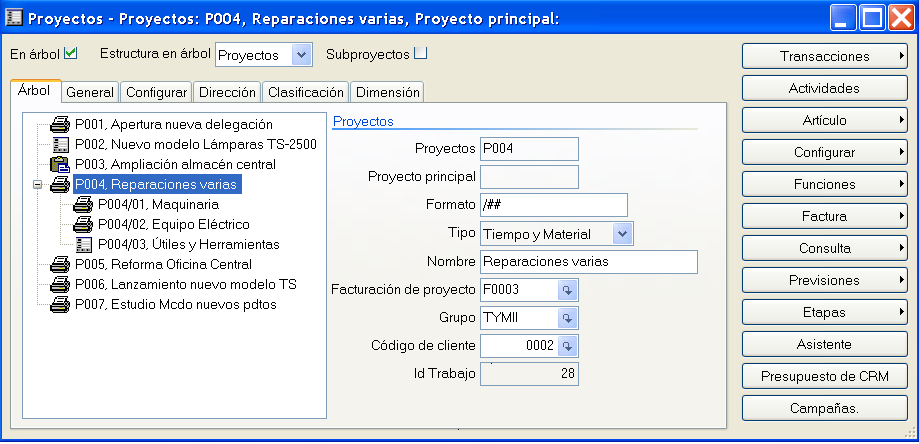 Proyectos - Proyectos: P004, Reparaciones varias, Proyecto principal:
En árbol Estructura en árbol Proyectos Subproyectos
Árbol General Configurar Dirección Clasificación Dimensión
P001, Apertura nueva delegación
P002, Nuevo modelo Lámparas TS-2500
P003, Ampliación almacén central
P004, Reparaciones varias
P004/01, Maquinaria
P004/02, Equipo Eléctrico
P004/03, Útiles y Herramientas
P005, Reforma Oficina Central
P006, Lanzamiento nuevo modelo TS
P007, Estudio Mcdo nuevos pdtos
Proyectos
Proyectos P004
Proyecto principal
Formato /##
Tipo Tiempo y Material
Nombre Reparaciones varias
Facturación de proyecto F0003
Grupo TYMII
Código de cliente 0002
Id Trabajo 28
Transacciones
Actividades
Artículo
Configurar
Funciones
Factura
Consulta
Previsiones
Etapas
Asistente
Presupuesto de CRM
Campañas.